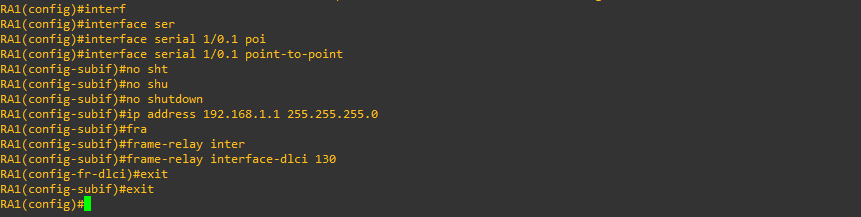 RA1(config)#interf
RA1(config)#interface ser
RA1(config)#interface serial 1/0.1 poi
RA1(config)#interface serial 1/0.1 point-to-point
RA1(config-subif)#no sht
RA1(config-subif)#no shu
RA1(config-subif)#no shutdown
RA1(config-subif)#ip address 192.168.1.1 255.255.255.0
RA1(config-subif)#fra
RA1(config-subif)#frame-relay inter
RA1(config-subif)#frame-relay interface-dlci 130
RA1(config-fr-dlci)#exit
RA1(config-subif)#exit
RA1(config)#